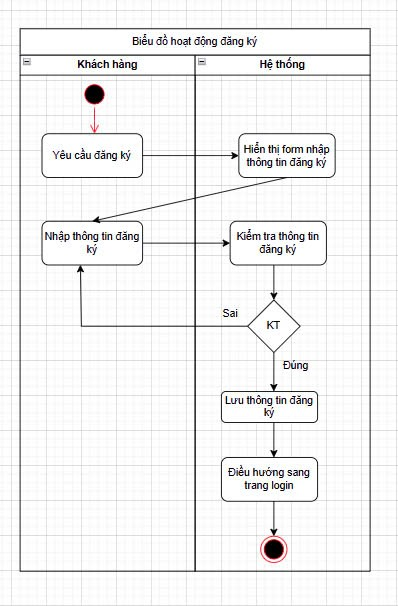 Biểu đồ hoạt động đăng ký
Khách hàng
Hệ thống
Yêu cầu đăng ký
Hiển thị form nhập
thông tin đăng ký
Nhập thông tin đăng
ký
Kiểm tra thông tin
đăng ký
Sai
KT
Đúng
Lưu thông tin đăng
ký
Điều hướng sang
trang login